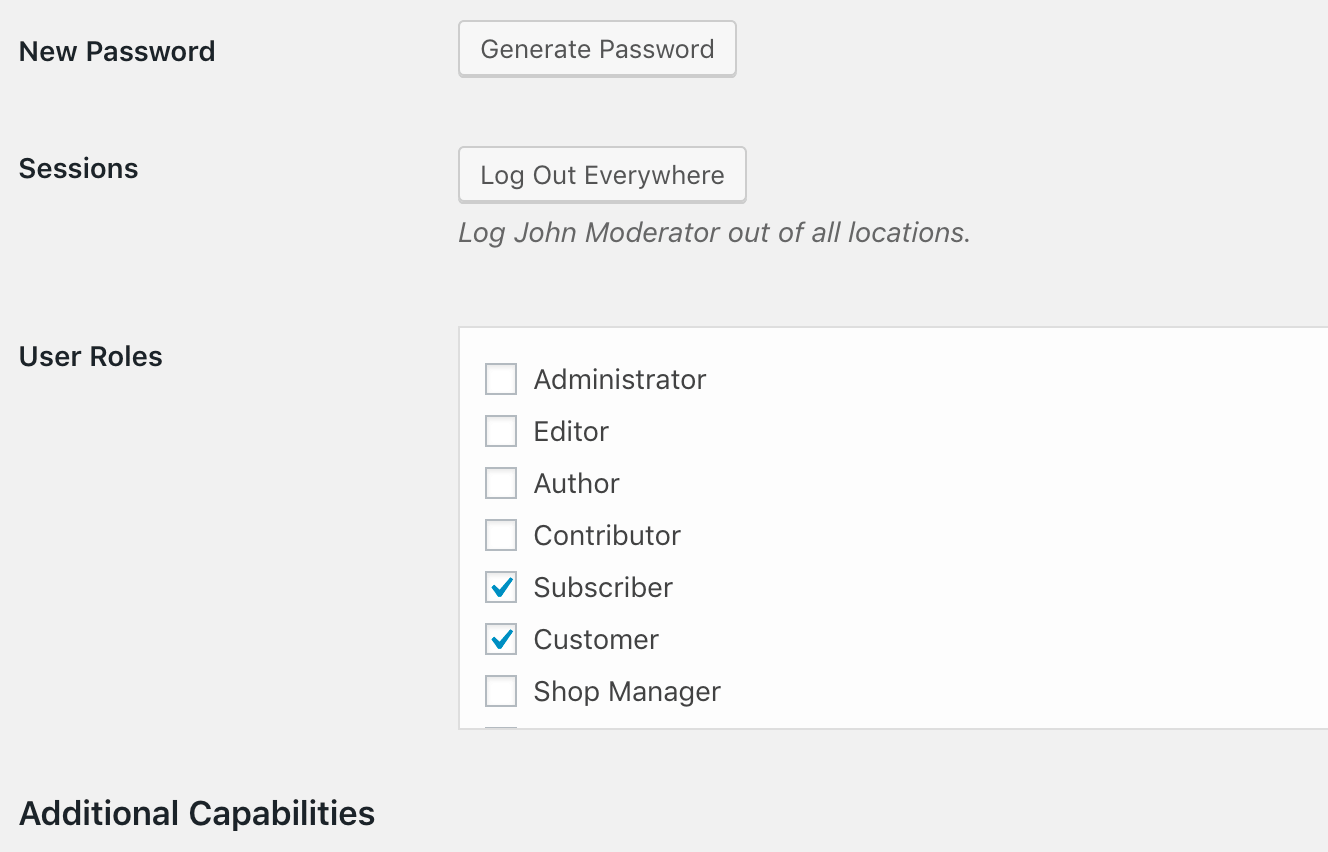 New Password
Generate Password
Sessions
Log Out Everywhere
Log John Moderator out of all locations.
User Roles
Administrator
Editor
Author
Contributor
Subscriber
Customer
Shop Manager
Additional Capabilities